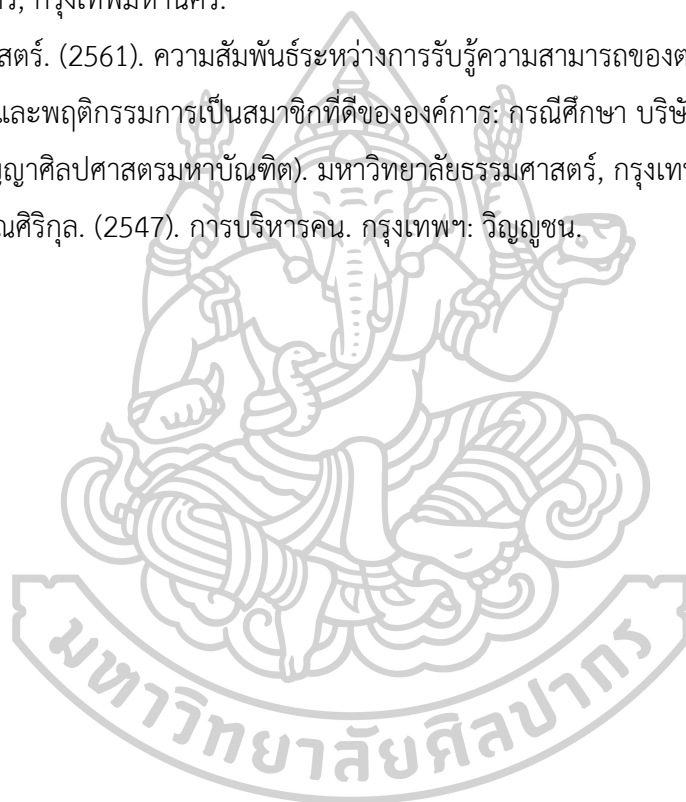 กรุงเทพมหานคร.
สตร์. (2561). ความสัมพันธ์ระหว่างการรับรู้ความสามารถของต
และพฤติกรรมการเป็นสมาชิกที่ดีขององค์การ: กรณีศึกษา บริษั
ญาศิลปศาสตรมหาบัณฑิต). มหาวิทยาลัยธรรมศาสตร์, กรุงเท
ณศิริกุล. (2547). การบริหารคน. กรุงเทพฯ: วิญญูชน.
มหาวิทยาลัยศิลปากร